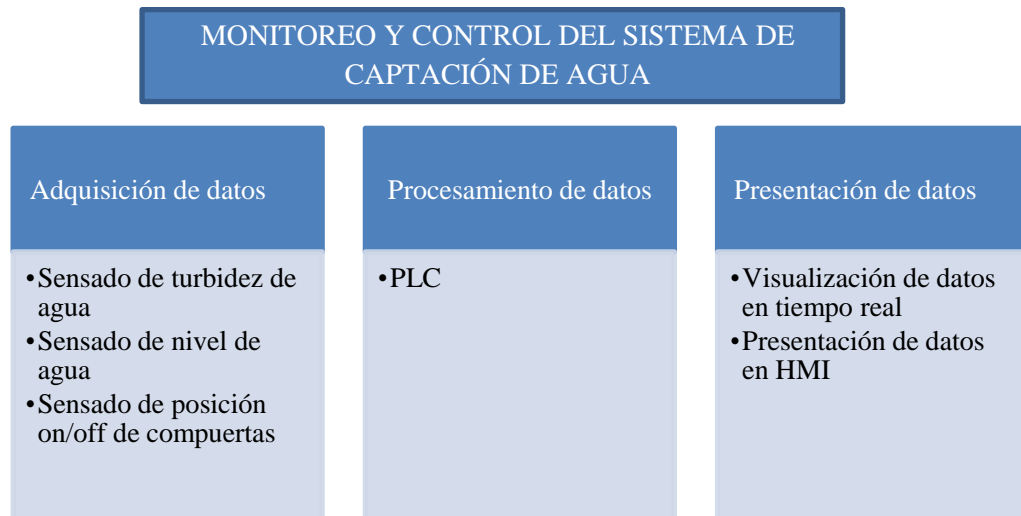 MONITOREO Y CONTROL DEL SISTEMA DE
CAPTACIÓN DE AGUA
Adquisición de datos
•Sensado de turbidez de
agua
•Sensado de nivel de
agua
•Sensado de posición
on/off de compuertas
Procesamiento de datos
•PLC
Presentación de datos
•Visualización de datos
en tiempo real
•Presentación de datos
en HMI